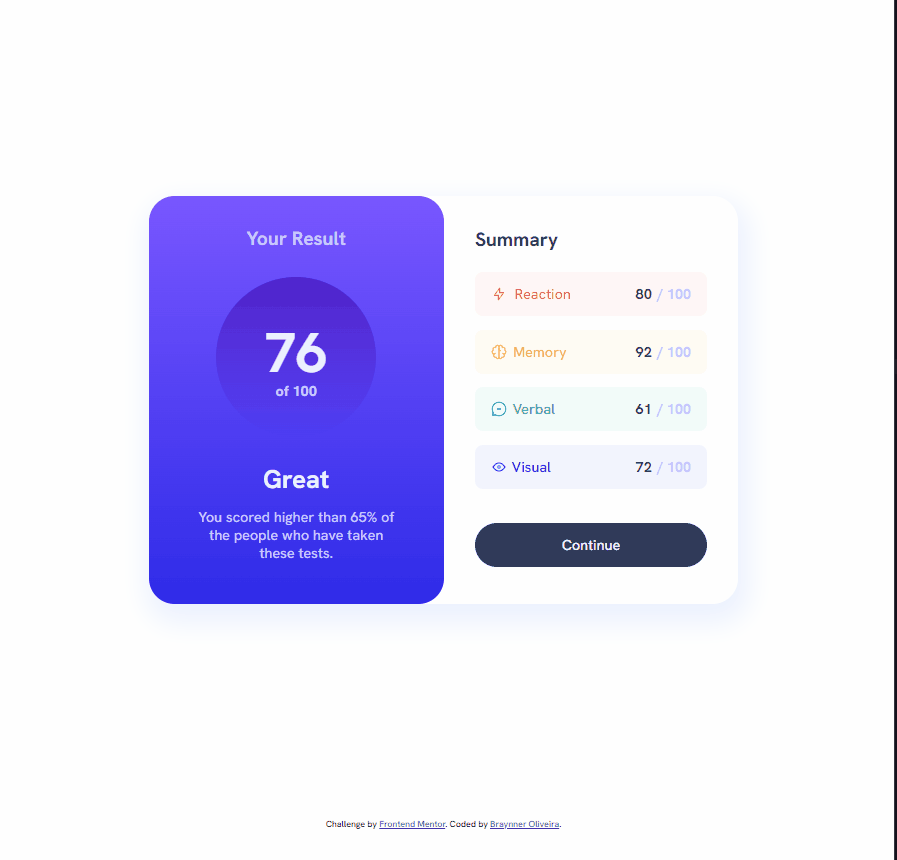 Your Result
76
of 100
Great
You scored higher than 65% of
the people who have taken
these tests.
Summary
Reaction 80 / 100
Memory 92 / 100
Verbal 61 / 100
Visual 72 / 100
Continue
Challenge by Frontend Mentor. Coded by Braynner Oliveira.